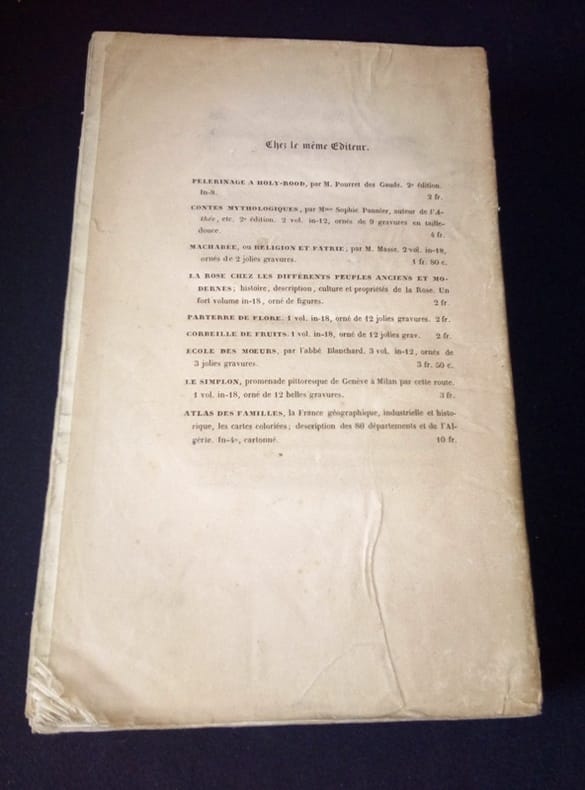 Chez le même Editeur.
PELERINAGE A HOLY-ROOD, par M. Pourret des Gauds. 2e édition.
In-8. 2 fr.
CONTES MYTHOLOGIQUES, par Mme Sophie Pannier, auteur de l'A-
thée, etc. 2e édition. 2 vol. in-12, ornés de 9 gravures en taille-
douce. 4 fr.
MACHABÉE, ou RELIGION ET PATRIE; par M. Masse. 2 vol. in-18,
ornés de 2 jolies gravures. 1 fr. 80 c.
LA ROSE CHEZ LES DIFFÉRENTS PEUPLES ANCIENS ET MO-
DERNES; histoire, description, culture et propriétés de la Rose. Un
fort volume in-18, orné de figures. 2 fr.
PARTERRE DE FLORE. 1 vol. in-18, orné de 12 jolies gravures. 2 fr.
CORBEILLE DE FRUITS. 1 vol. in-18, orné de 12 jolies grav. 2 fr.
ECOLE DES MŒURS, par l'abbé Blanchard. 3 vol. in-12, ornés de
3 jolies gravures. 3 fr. 50 c.
LE SIMPLON, promenade pittoresque de Genève à Milan par cette route.
1 vol. in-18, orné de 12 belles gravures. 3 fr.
ATLAS DES FAMILLES, la France géographique, industrielle et histo-
rique, les cartes coloriées; description des 86 départements et de l'Al-
gérie. In-4o, cartonné. 10 fr.